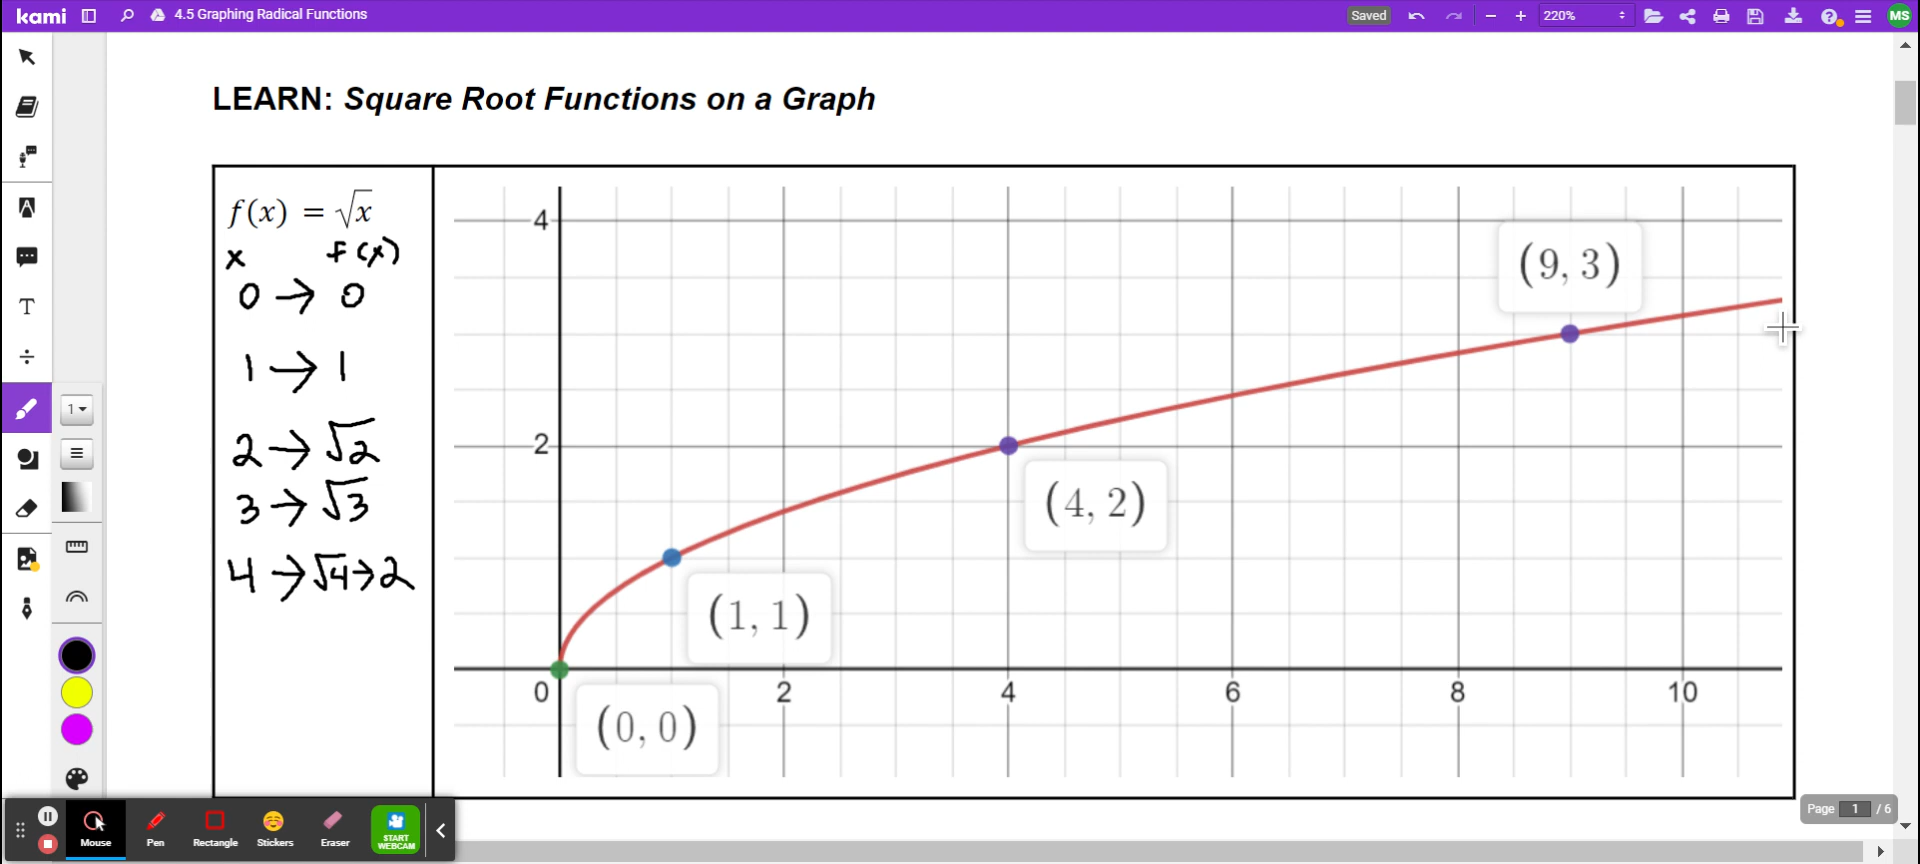 kami
4.5 Graphing Radical Functions
Saved
220%
MS
LEARN: Square Root Functions on a Graph
f(x) = √x
x f(x)
0 → 0
1 → 1
2 → √2
3 → √3
4 → √4 → 2
4
2
0
2
4
6
8
10
(9, 3)
(4, 2)
(1, 1)
(0, 0)
T
1
Page 1 / 6
Mouse
Pen
Rectangle
Stickers
Eraser
START
WEBCAM